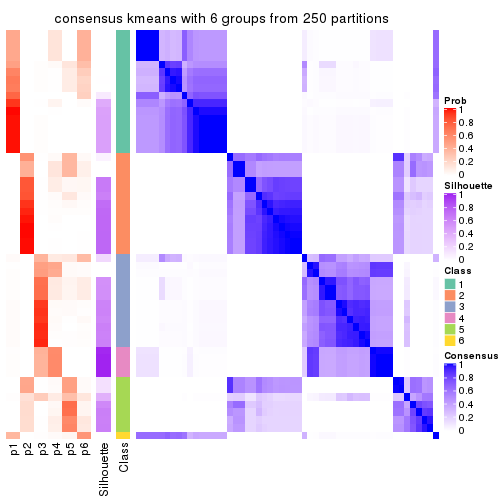 consensus kmeans with 6 groups from 250 partitions
Prob
1
0.8
0.6
0.4
0.2
0
Silhouette
1
0.8
0.6
0.4
0.2
0
Class
1
2
3
4
5
6
Consensus
1
0.8
0.6
0.4
0.2
0
p1
p2
p3
p4
p5
p6
Silhouette
Class